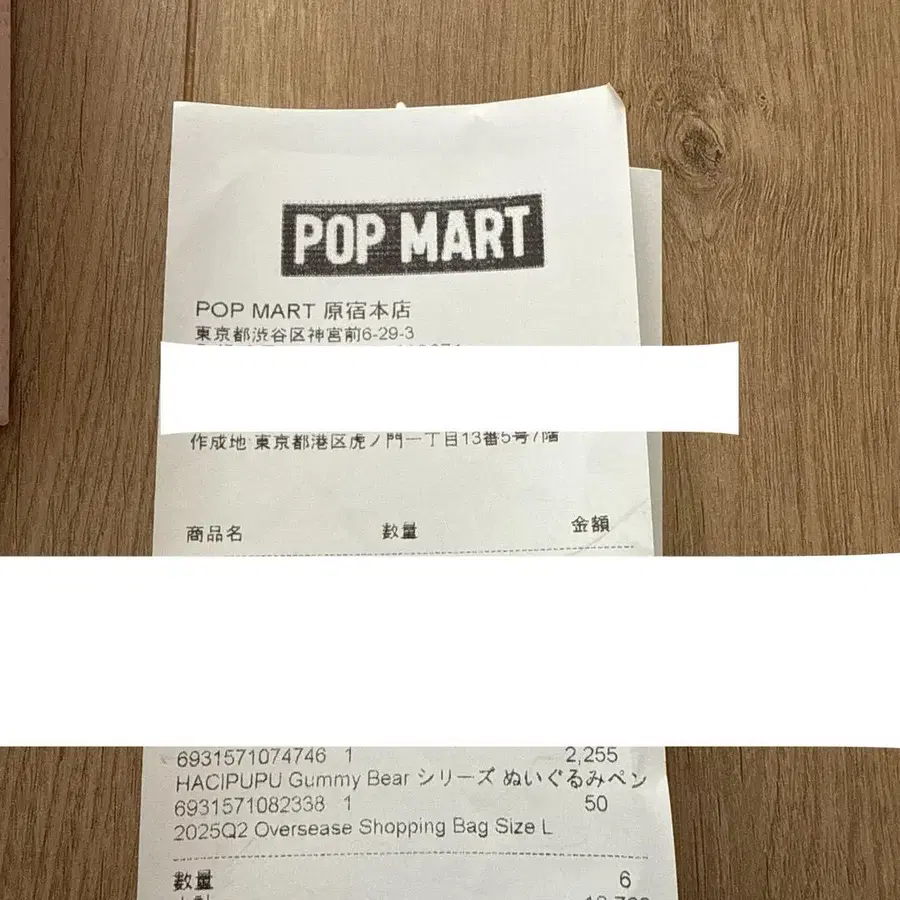 POP MART
POP MART 原宿本店
東京都渋谷区神宮前6-29-3
作成地:東京都港区虎ノ門一丁目13番5号7階
商品名 数量 金額
6931571074746 1 2,255
HACIPUPU Gummy Bear シリーズ ぬいぐるみペン
6931571082338 1 50
2025Q2 Oversease Shopping Bag Size L
数量 6